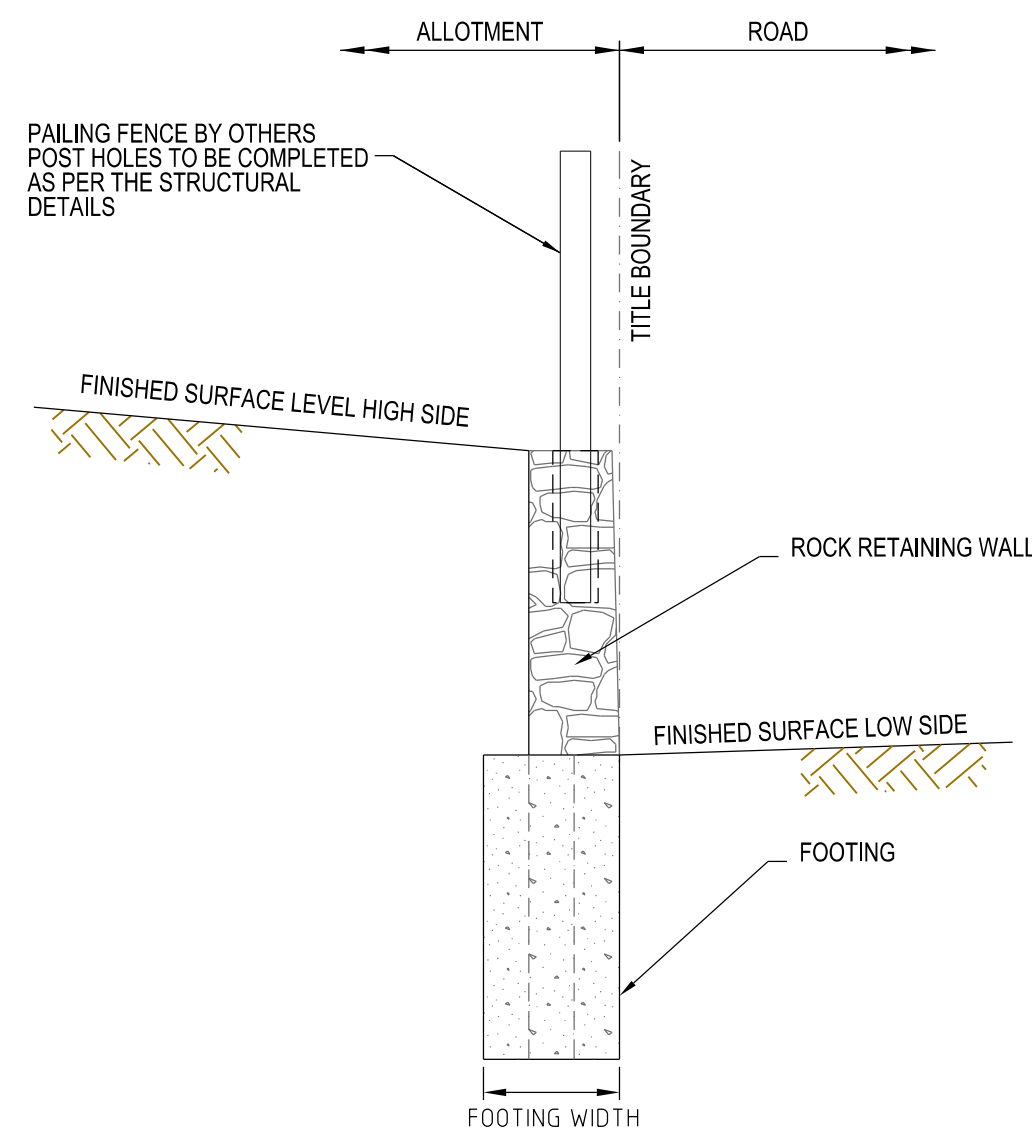 ALLOTMENT
ROAD
PAILING FENCE BY OTHERS
POST HOLES TO BE COMPLETED
AS PER THE STRUCTURAL
DETAILS
TITLE BOUNDARY
FINISHED SURFACE LEVEL HIGH SIDE
ROCK RETAINING WALL
FINISHED SURFACE LOW SIDE
FOOTING
FOOTING WIDTH